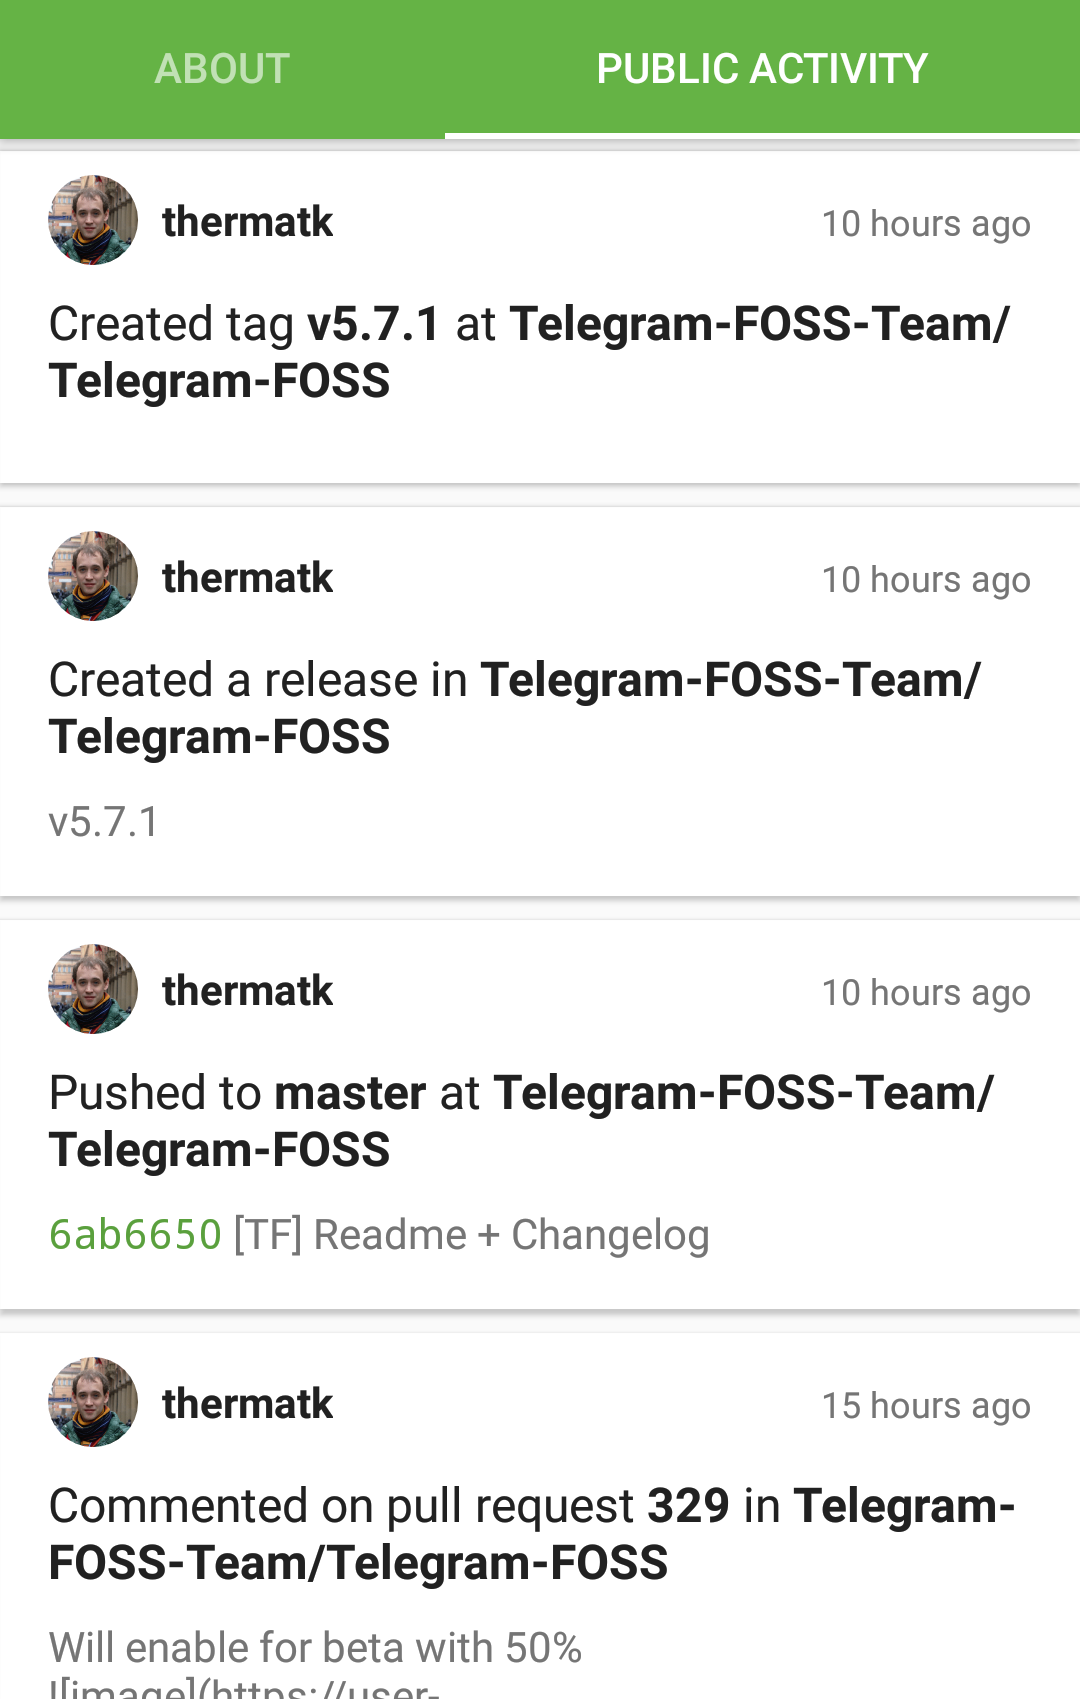 ABOUT PUBLIC ACTIVITY
thermatk 10 hours ago
Created tag v5.7.1 at Telegram-FOSS-Team/
Telegram-FOSS
thermatk 10 hours ago
Created a release in Telegram-FOSS-Team/
Telegram-FOSS
v5.7.1
thermatk 10 hours ago
Pushed to master at Telegram-FOSS-Team/
Telegram-FOSS
6ab6650 [TF] Readme + Changelog
thermatk 15 hours ago
Commented on pull request 329 in Telegram-
FOSS-Team/Telegram-FOSS
Will enable for beta with 50%
![image](https://user-